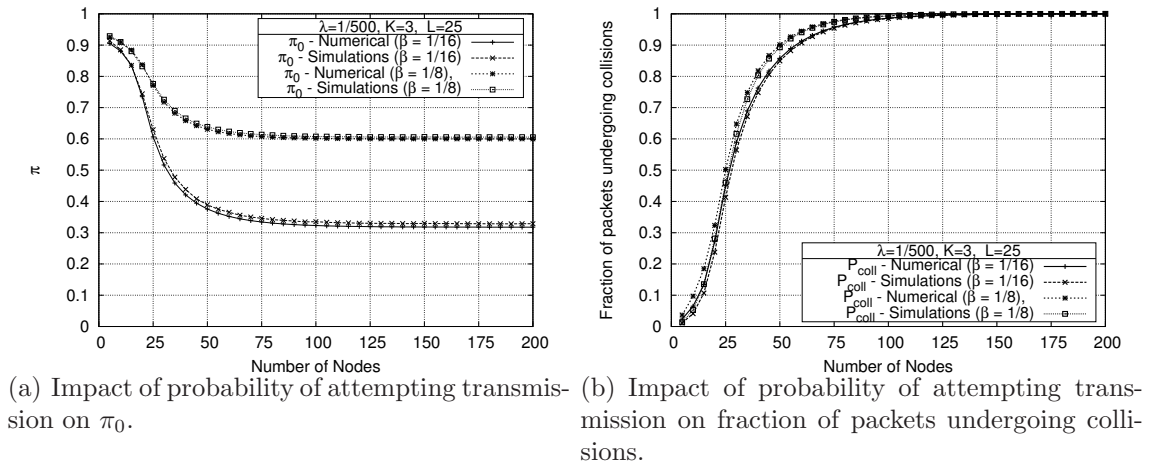 1
0.9
0.8
0.7
0.6
0.5
0.4
0.3
0.2
0.1
0
π
λ=1/500, K=3, L=25
π0 - Numerical (β = 1/16)
π0 - Simulations (β = 1/16)
π0 - Numerical (β = 1/8),
π0 - Simulations (β = 1/8)
0 25 50 75 100 125 150 175 200
Number of Nodes
(a) Impact of probability of attempting transmis-
sion on π0.
1
0.9
0.8
0.7
0.6
0.5
0.4
0.3
0.2
0.1
0
Fraction of packets undergoing collisions
λ=1/500, K=3, L=25
Pcoll - Numerical (β = 1/16)
Pcoll - Simulations (β = 1/16)
Pcoll - Numerical (β = 1/8),
Pcoll - Simulations (β = 1/8)
0 25 50 75 100 125 150 175 200
Number of Nodes
(b) Impact of probability of attempting trans-
mission on fraction of packets undergoing colli-
sions.